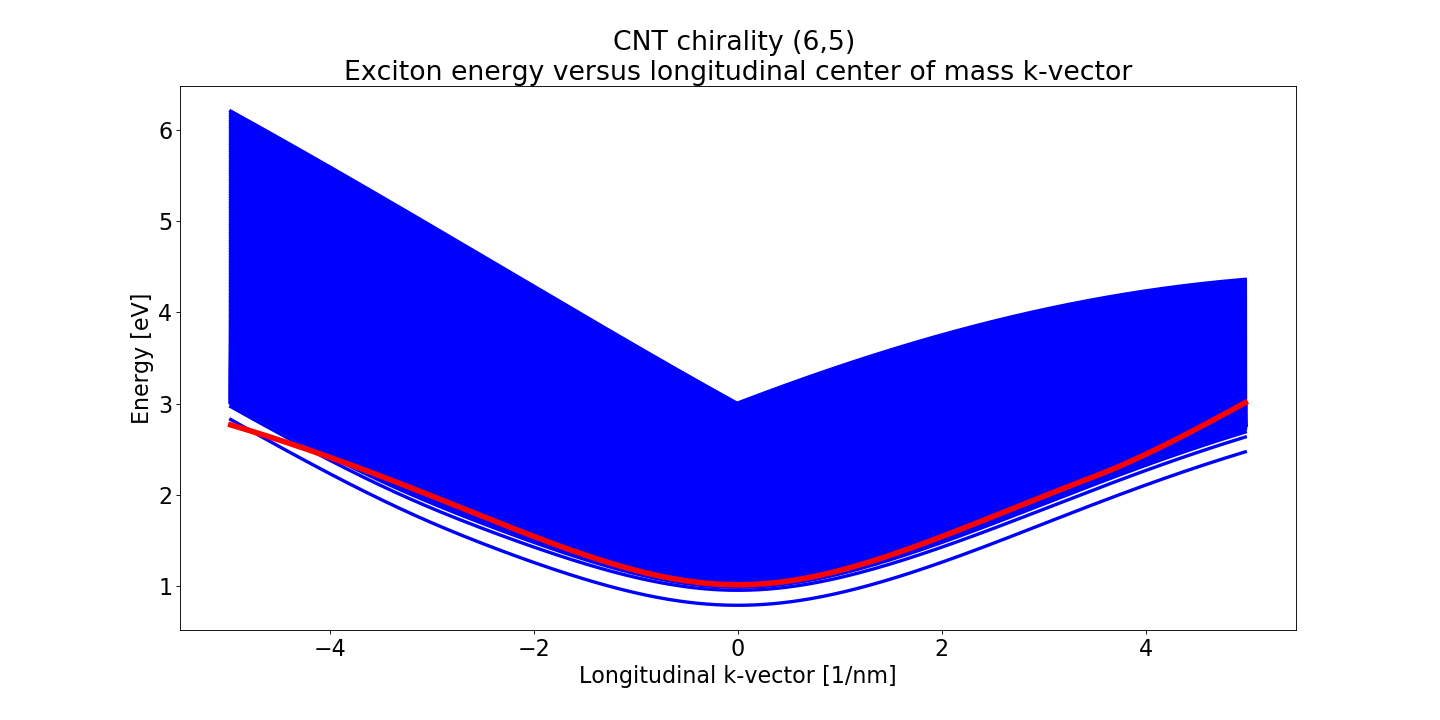 CNT chirality (6,5)
Exciton energy versus longitudinal center of mass k-vector
6
5
4
3
2
1
Energy [eV]
−4 −2 0 2 4
Longitudinal k-vector [1/nm]